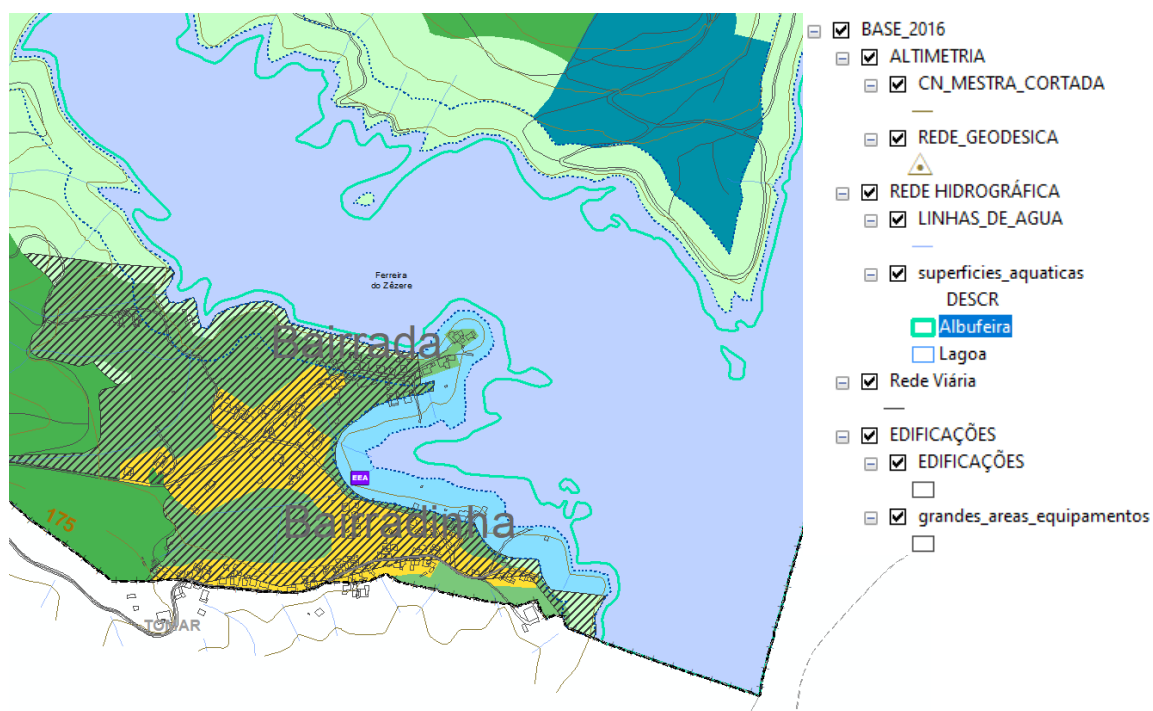 Ferreira
do Zêzere
Bairrada
EEA
Bairradinha
175
TOMAR
BASE_2016
ALTIMETRIA
CN_MESTRA_CORTADA
REDE_GEODESICA
REDE HIDROGRÁFICA
LINHAS_DE_AGUA
superficies_aquaticas
DESCR
Albufeira
Lagoa
Rede Viária
EDIFICAÇÕES
EDIFICAÇÕES
grandes_areas_equipamentos